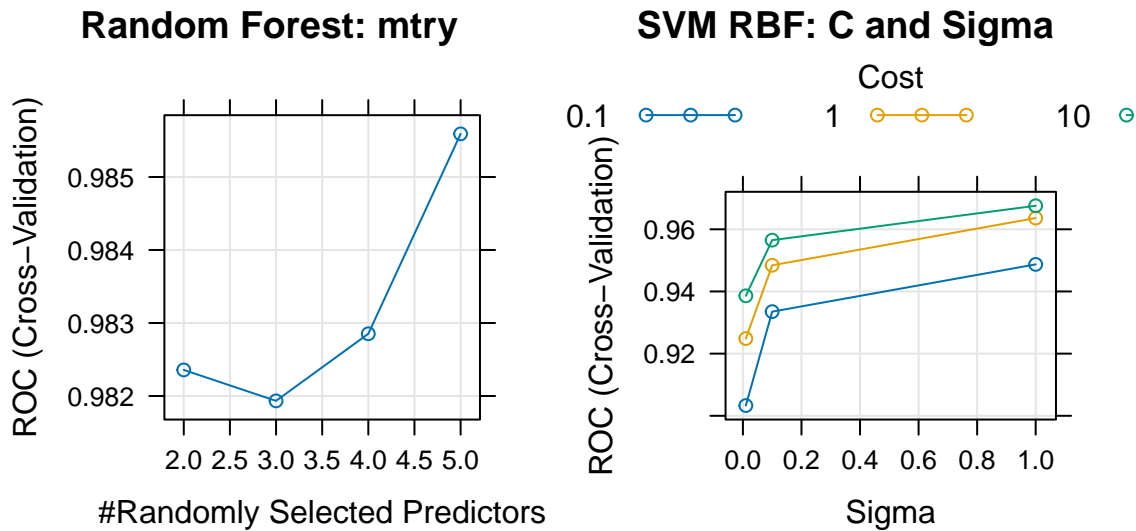 Random Forest: mtry
ROC (Cross−Validation)
0.985
0.984
0.983
0.982
2.0 2.5 3.0 3.5 4.0 4.5 5.0
#Randomly Selected Predictors
SVM RBF: C and Sigma
Cost
0.1 1 10
ROC (Cross−Validation)
0.96
0.94
0.92
0.0 0.2 0.4 0.6 0.8 1.0
Sigma